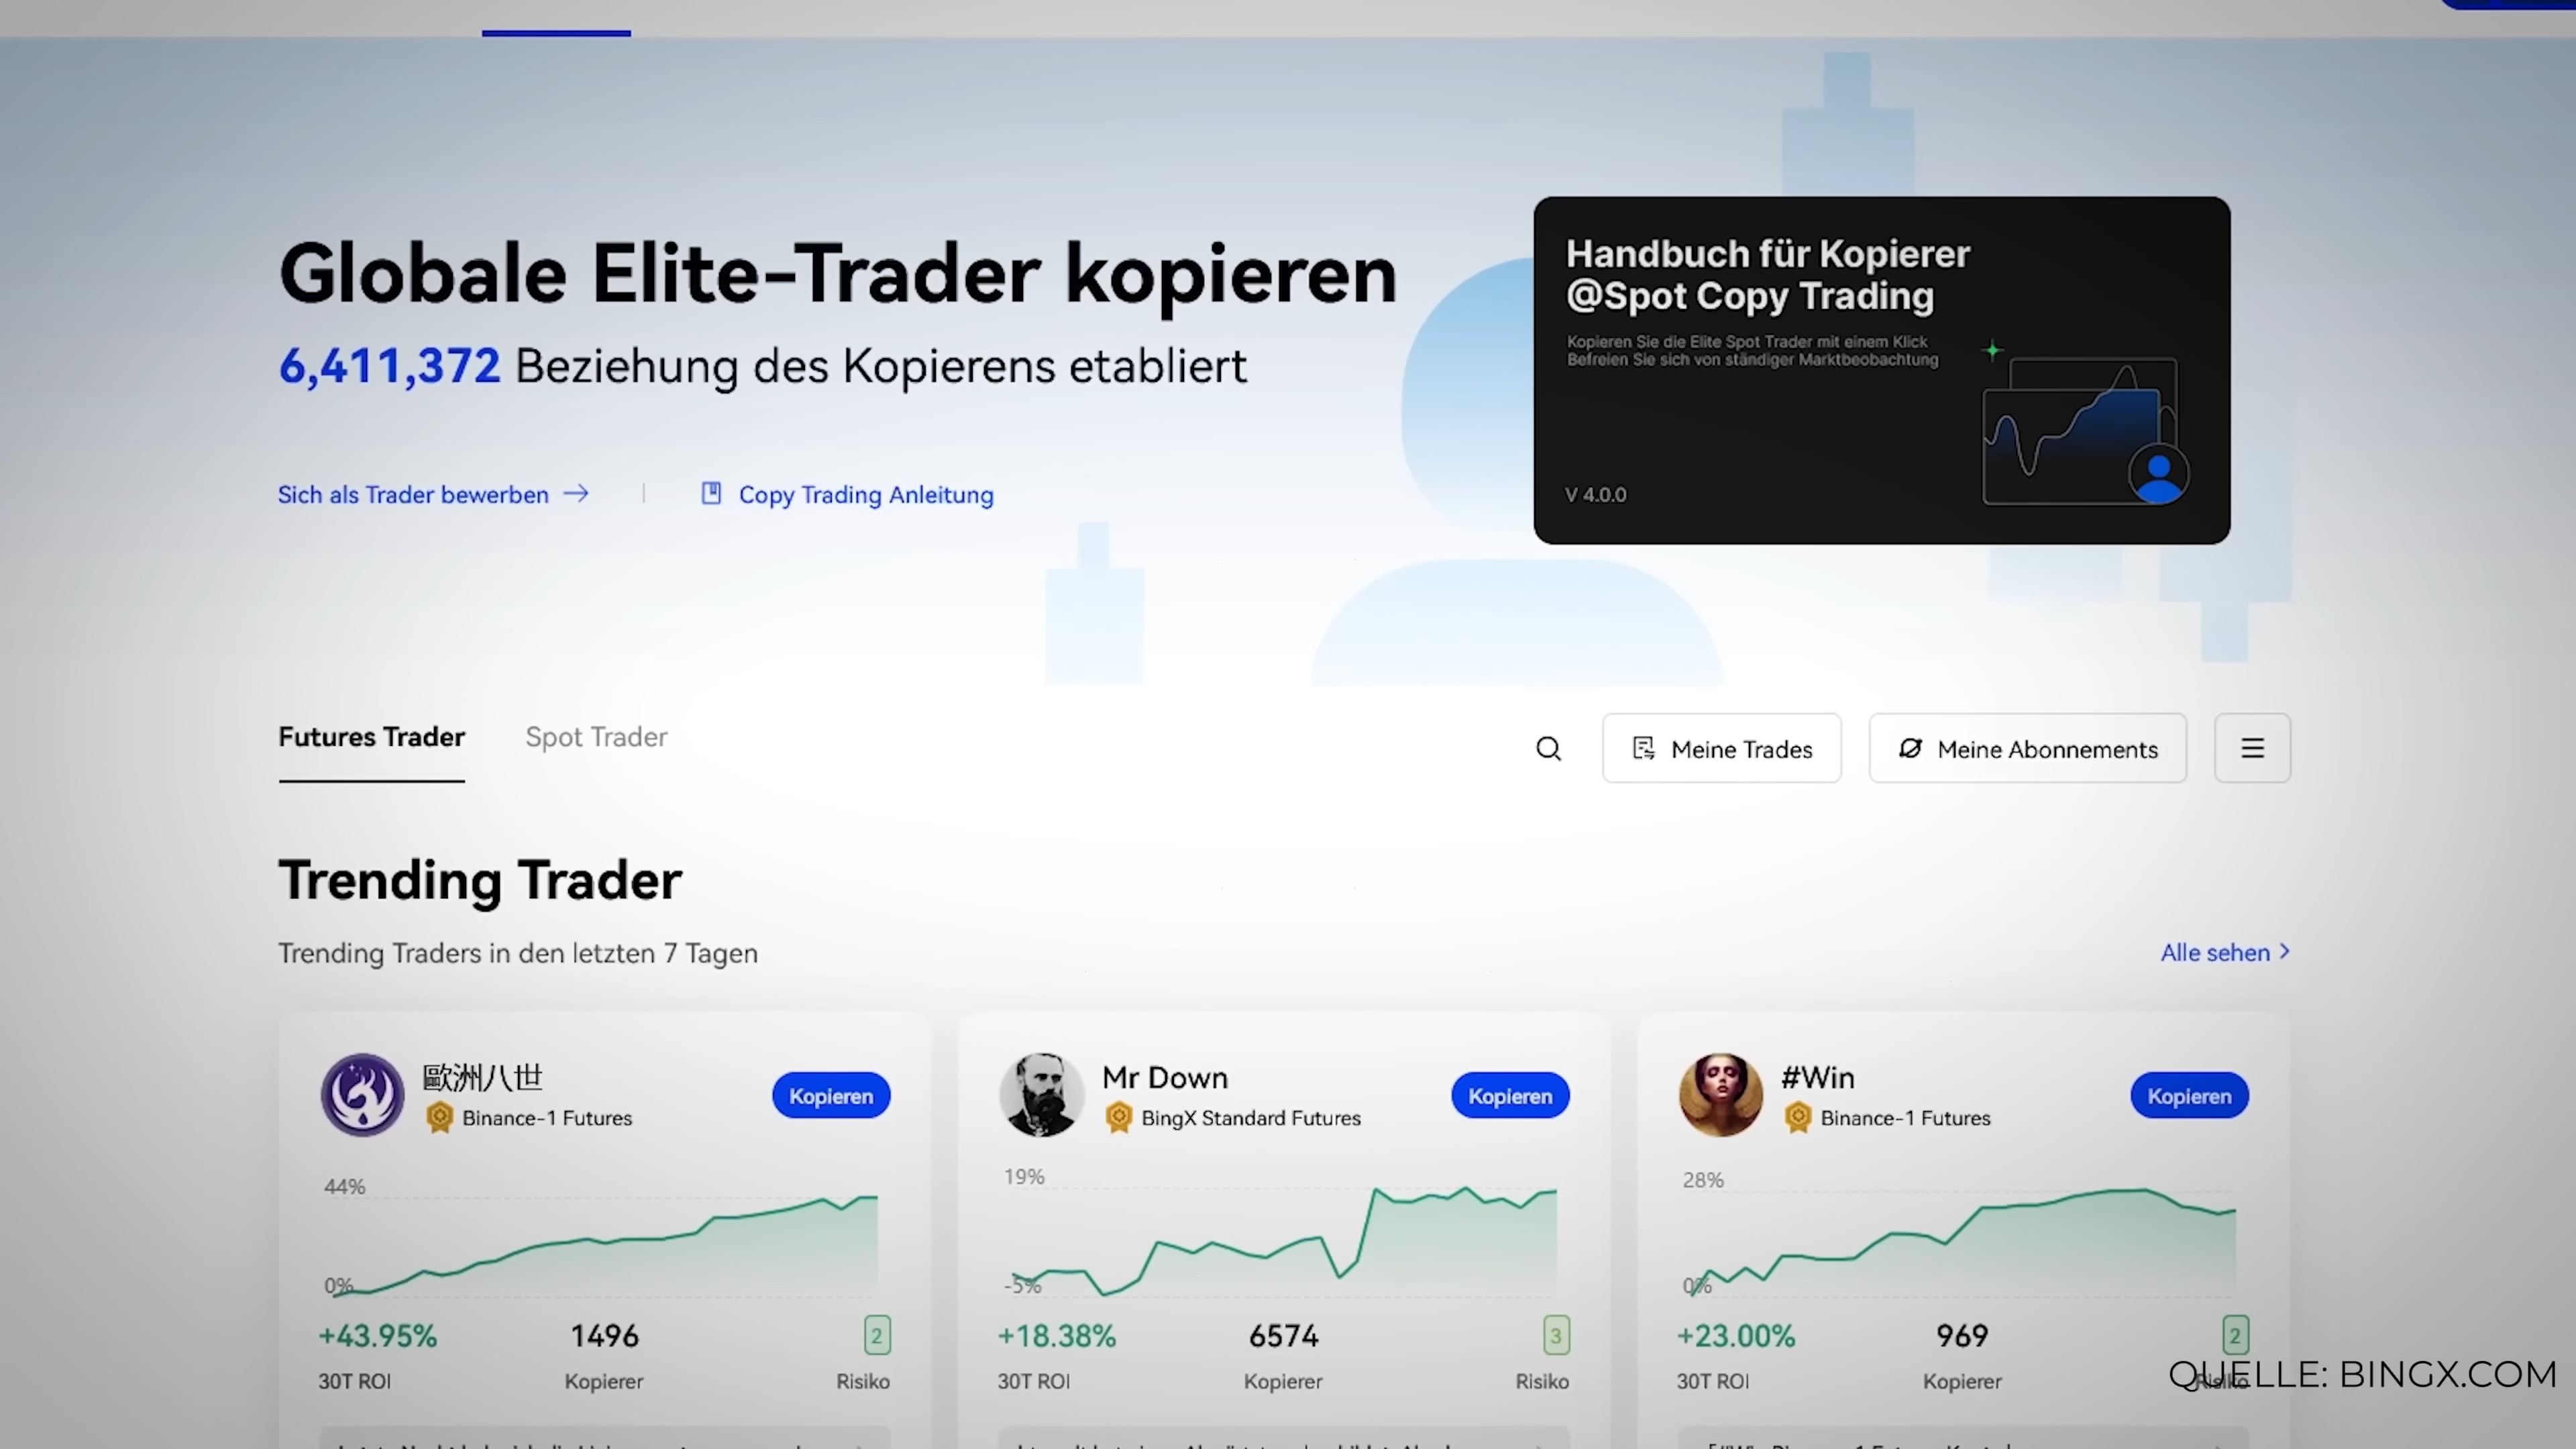 Globale Elite-Trader kopieren
6,411,372 Beziehung des Kopierens etabliert
Sich als Trader bewerben
Copy Trading Anleitung
Handbuch für Kopierer
@Spot Copy Trading
Kopieren Sie die Elite Spot Trader mit einem Klick
Befreien Sie sich von ständiger Marktbeobachtung
V 4.0.0
Futures Trader
Spot Trader
Meine Trades
Meine Abonnements
Trending Trader
Trending Traders in den letzten 7 Tagen
Alle sehen
歐洲八世
Binance-1 Futures
Kopieren
44%
0%
+43.95%
1496
2
30T ROI
Kopierer
Risiko
Mr Down
BingX Standard Futures
Kopieren
19%
-5%
+18.38%
6574
3
30T ROI
Kopierer
Risiko
#Win
Binance-1 Futures
Kopieren
28%
0%
+23.00%
969
2
30T ROI
Kopierer
Risiko
QUELLE: BINGX.COM